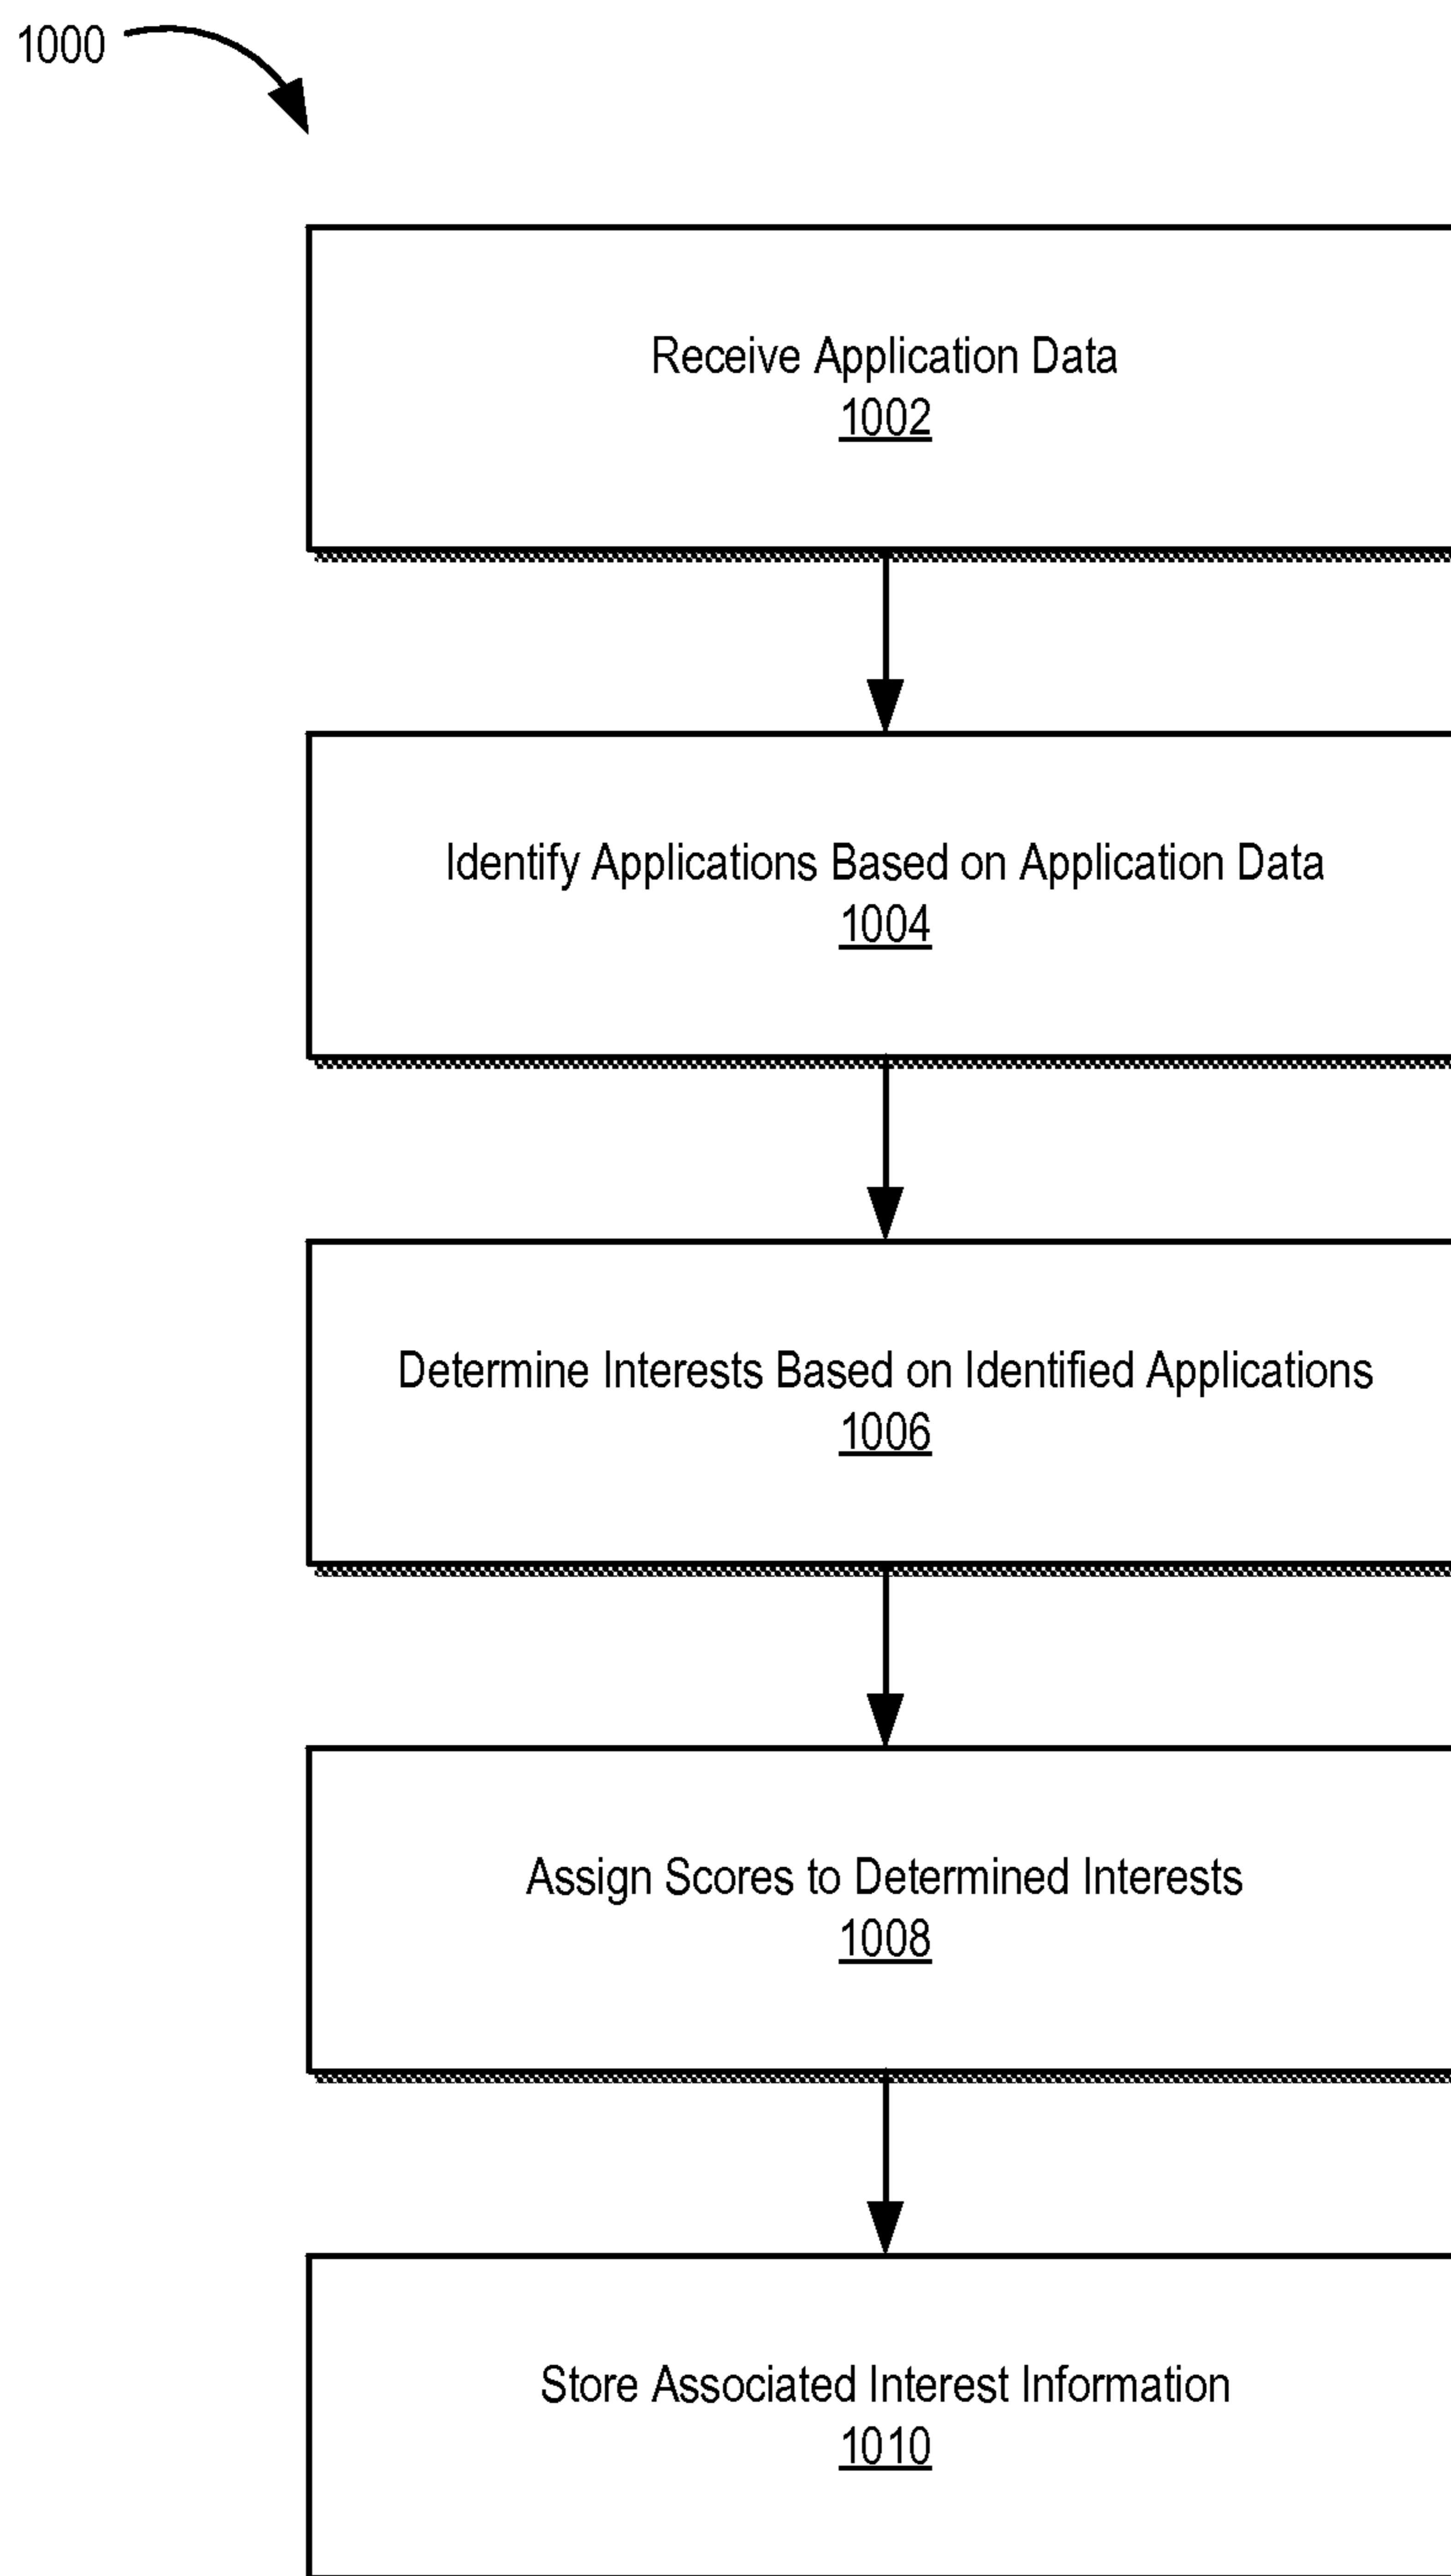 1000
Receive Application Data
1002
Identify Applications Based on Application Data
1004
Determine Interests Based on Identified Applications
1006
Assign Scores to Determined Interests
1008
Store Associated Interest Information
1010